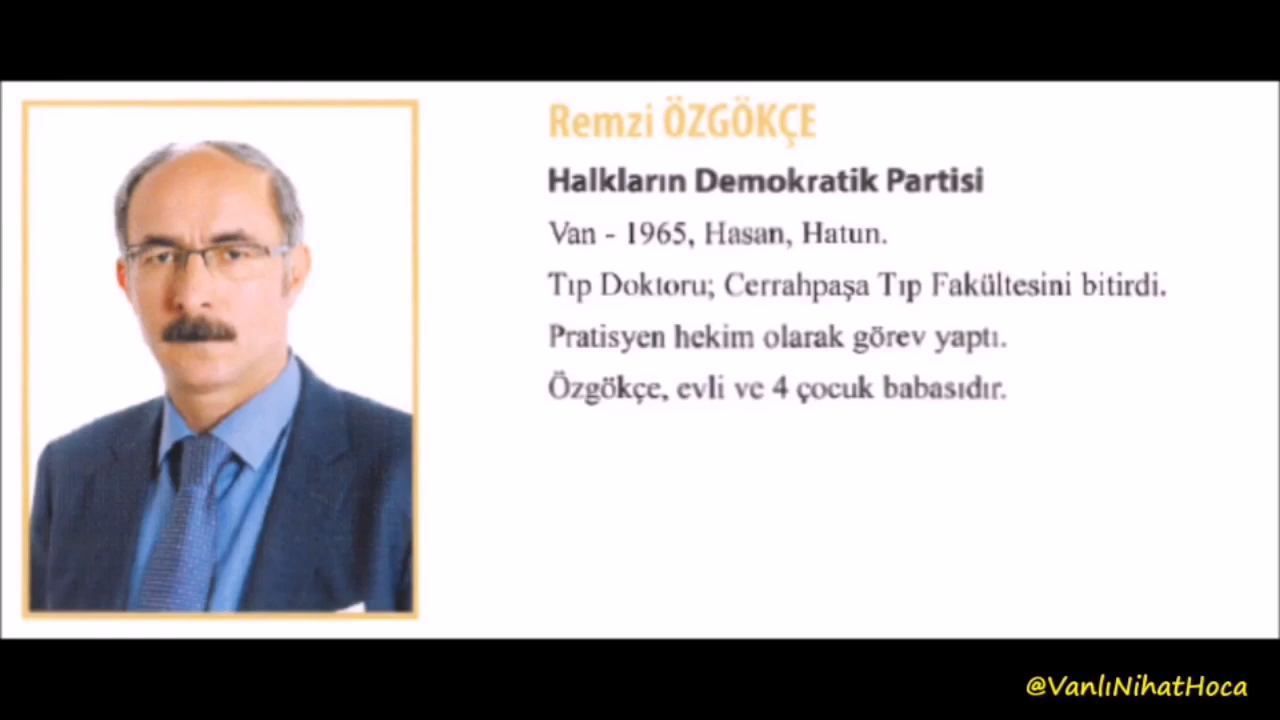 Remzi ÖZGÖKÇE
Halkların Demokratik Partisi
Van - 1965, Hasan, Hatun.
Tıp Doktoru; Cerrahpaşa Tıp Fakültesini bitirdi.
Pratisyen hekim olarak görev yaptı.
Özgökçe, evli ve 4 çocuk babasıdır.
@VanlıNihatHoca